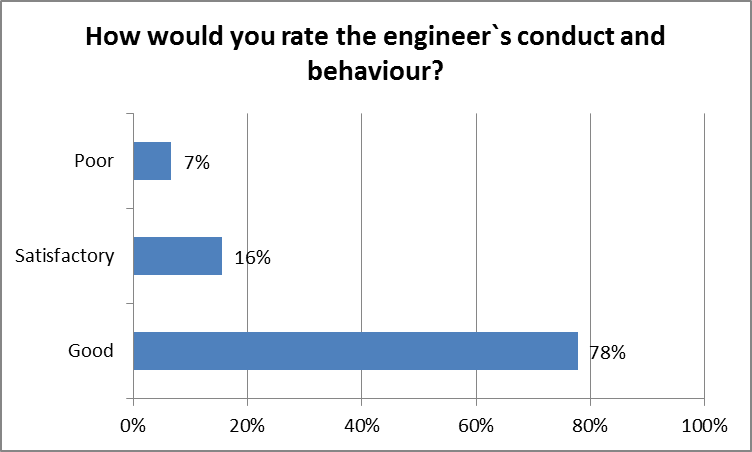 How would you rate the engineer`s conduct and
behaviour?
Poor
7%
Satisfactory
16%
Good
78%
0%
20%
40%
60%
80%
100%